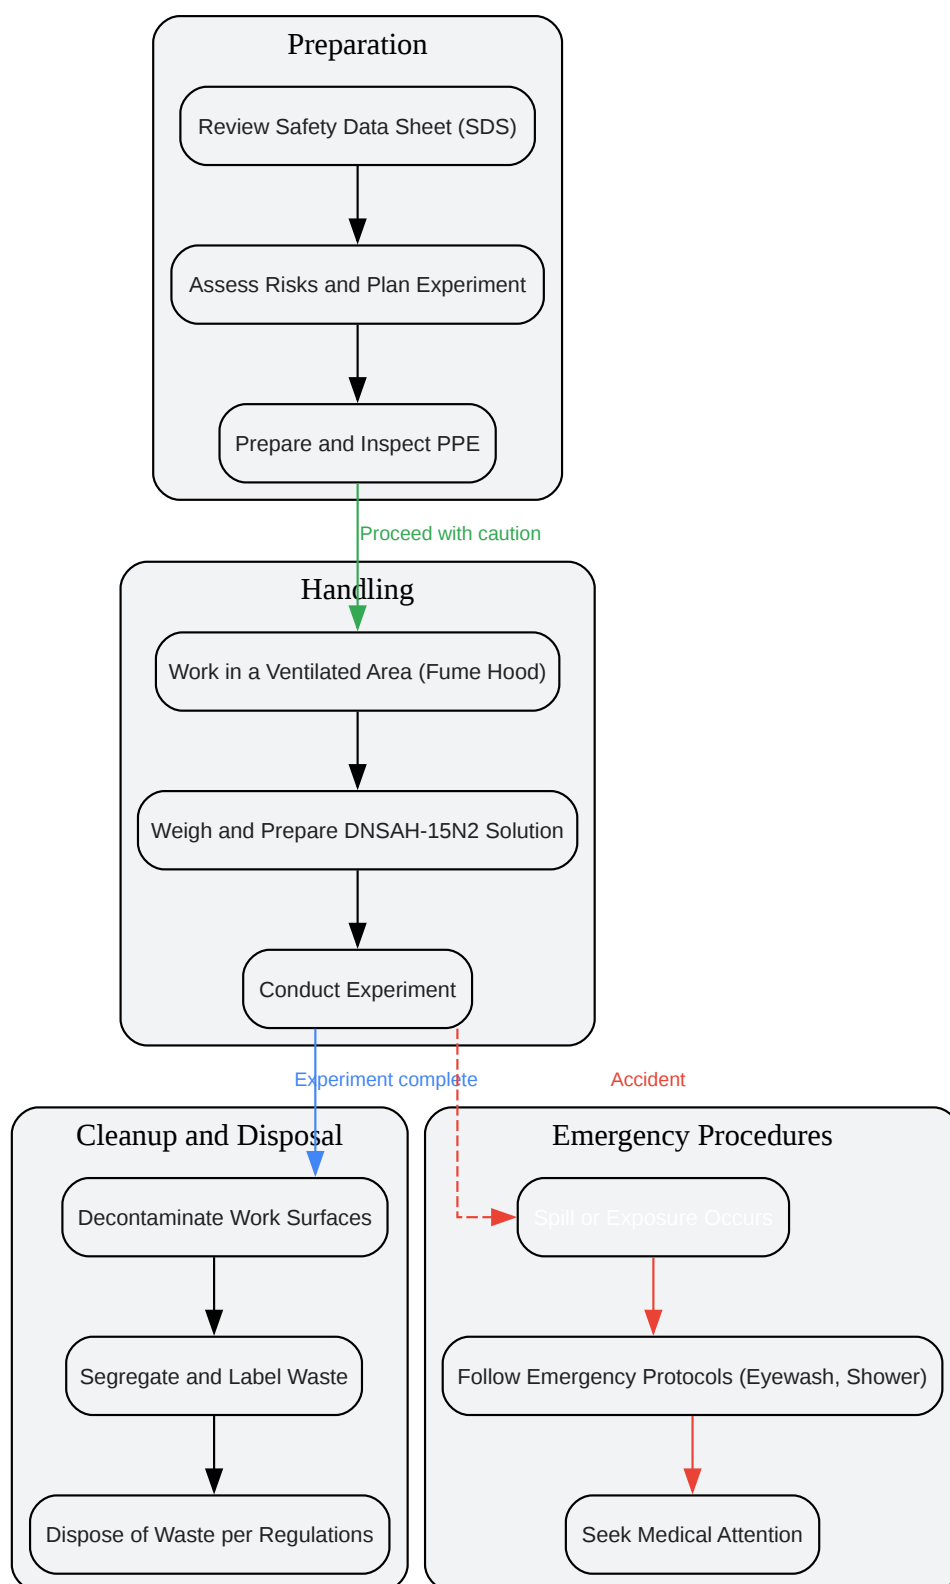 Preparation
Review Safety Data Sheet (SDS)
Assess Risks and Plan Experiment
Prepare and Inspect PPE
Proceed with caution
Handling
Work in a Ventilated Area (Fume Hood)
Weigh and Prepare DNSAH-15N2 Solution
Conduct Experiment
Experiment complete
Accident
Cleanup and Disposal
Decontaminate Work Surfaces
Segregate and Label Waste
Dispose of Waste per Regulations
Emergency Procedures
Spill or Exposure Occurs
Follow Emergency Protocols (Eyewash, Shower)
Seek Medical Attention